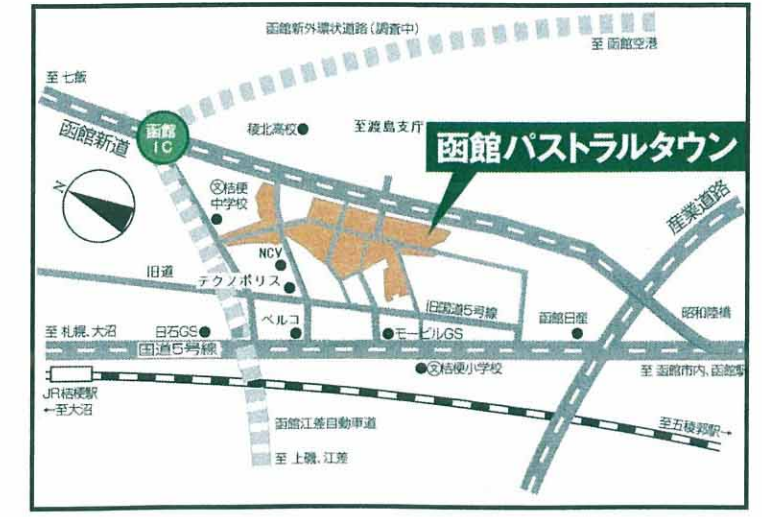 函館新外環状道路(調査中)
至 函館空港
至 七飯
函館新道
函館
IC
稜北高校
至渡島支庁
函館パストラルタウン
産業道路
N
㊛桔梗
中学校
NCV
テクノポリス
旧道
旧国道5号線
昭和陸橋
至 札幌、大沼
日石GS
ベルコ
モービルGS
函館日産
国道5号線
㊛桔梗小学校
至 函館市内、函館駅
JR桔梗駅
←至大沼
函館江差自動車道
至五稜郭駅→
至 上磯、江差